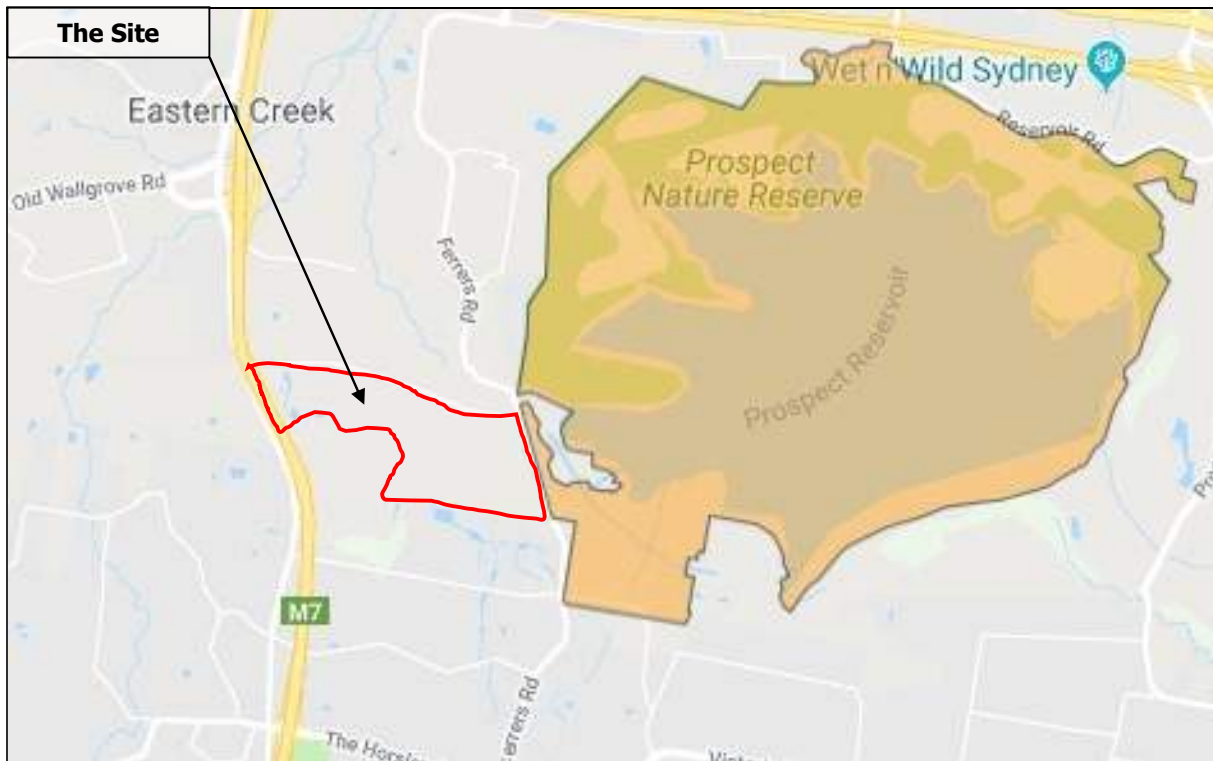 The Site
Wet n'Wild Sydney
Eastern Creek
Reservoir Rd
Prospect
Nature Reserve
Old Wallgrove Rd
Ferrers Rd
Prospect Reservoir
M7
Ferrers Rd
The Horsley